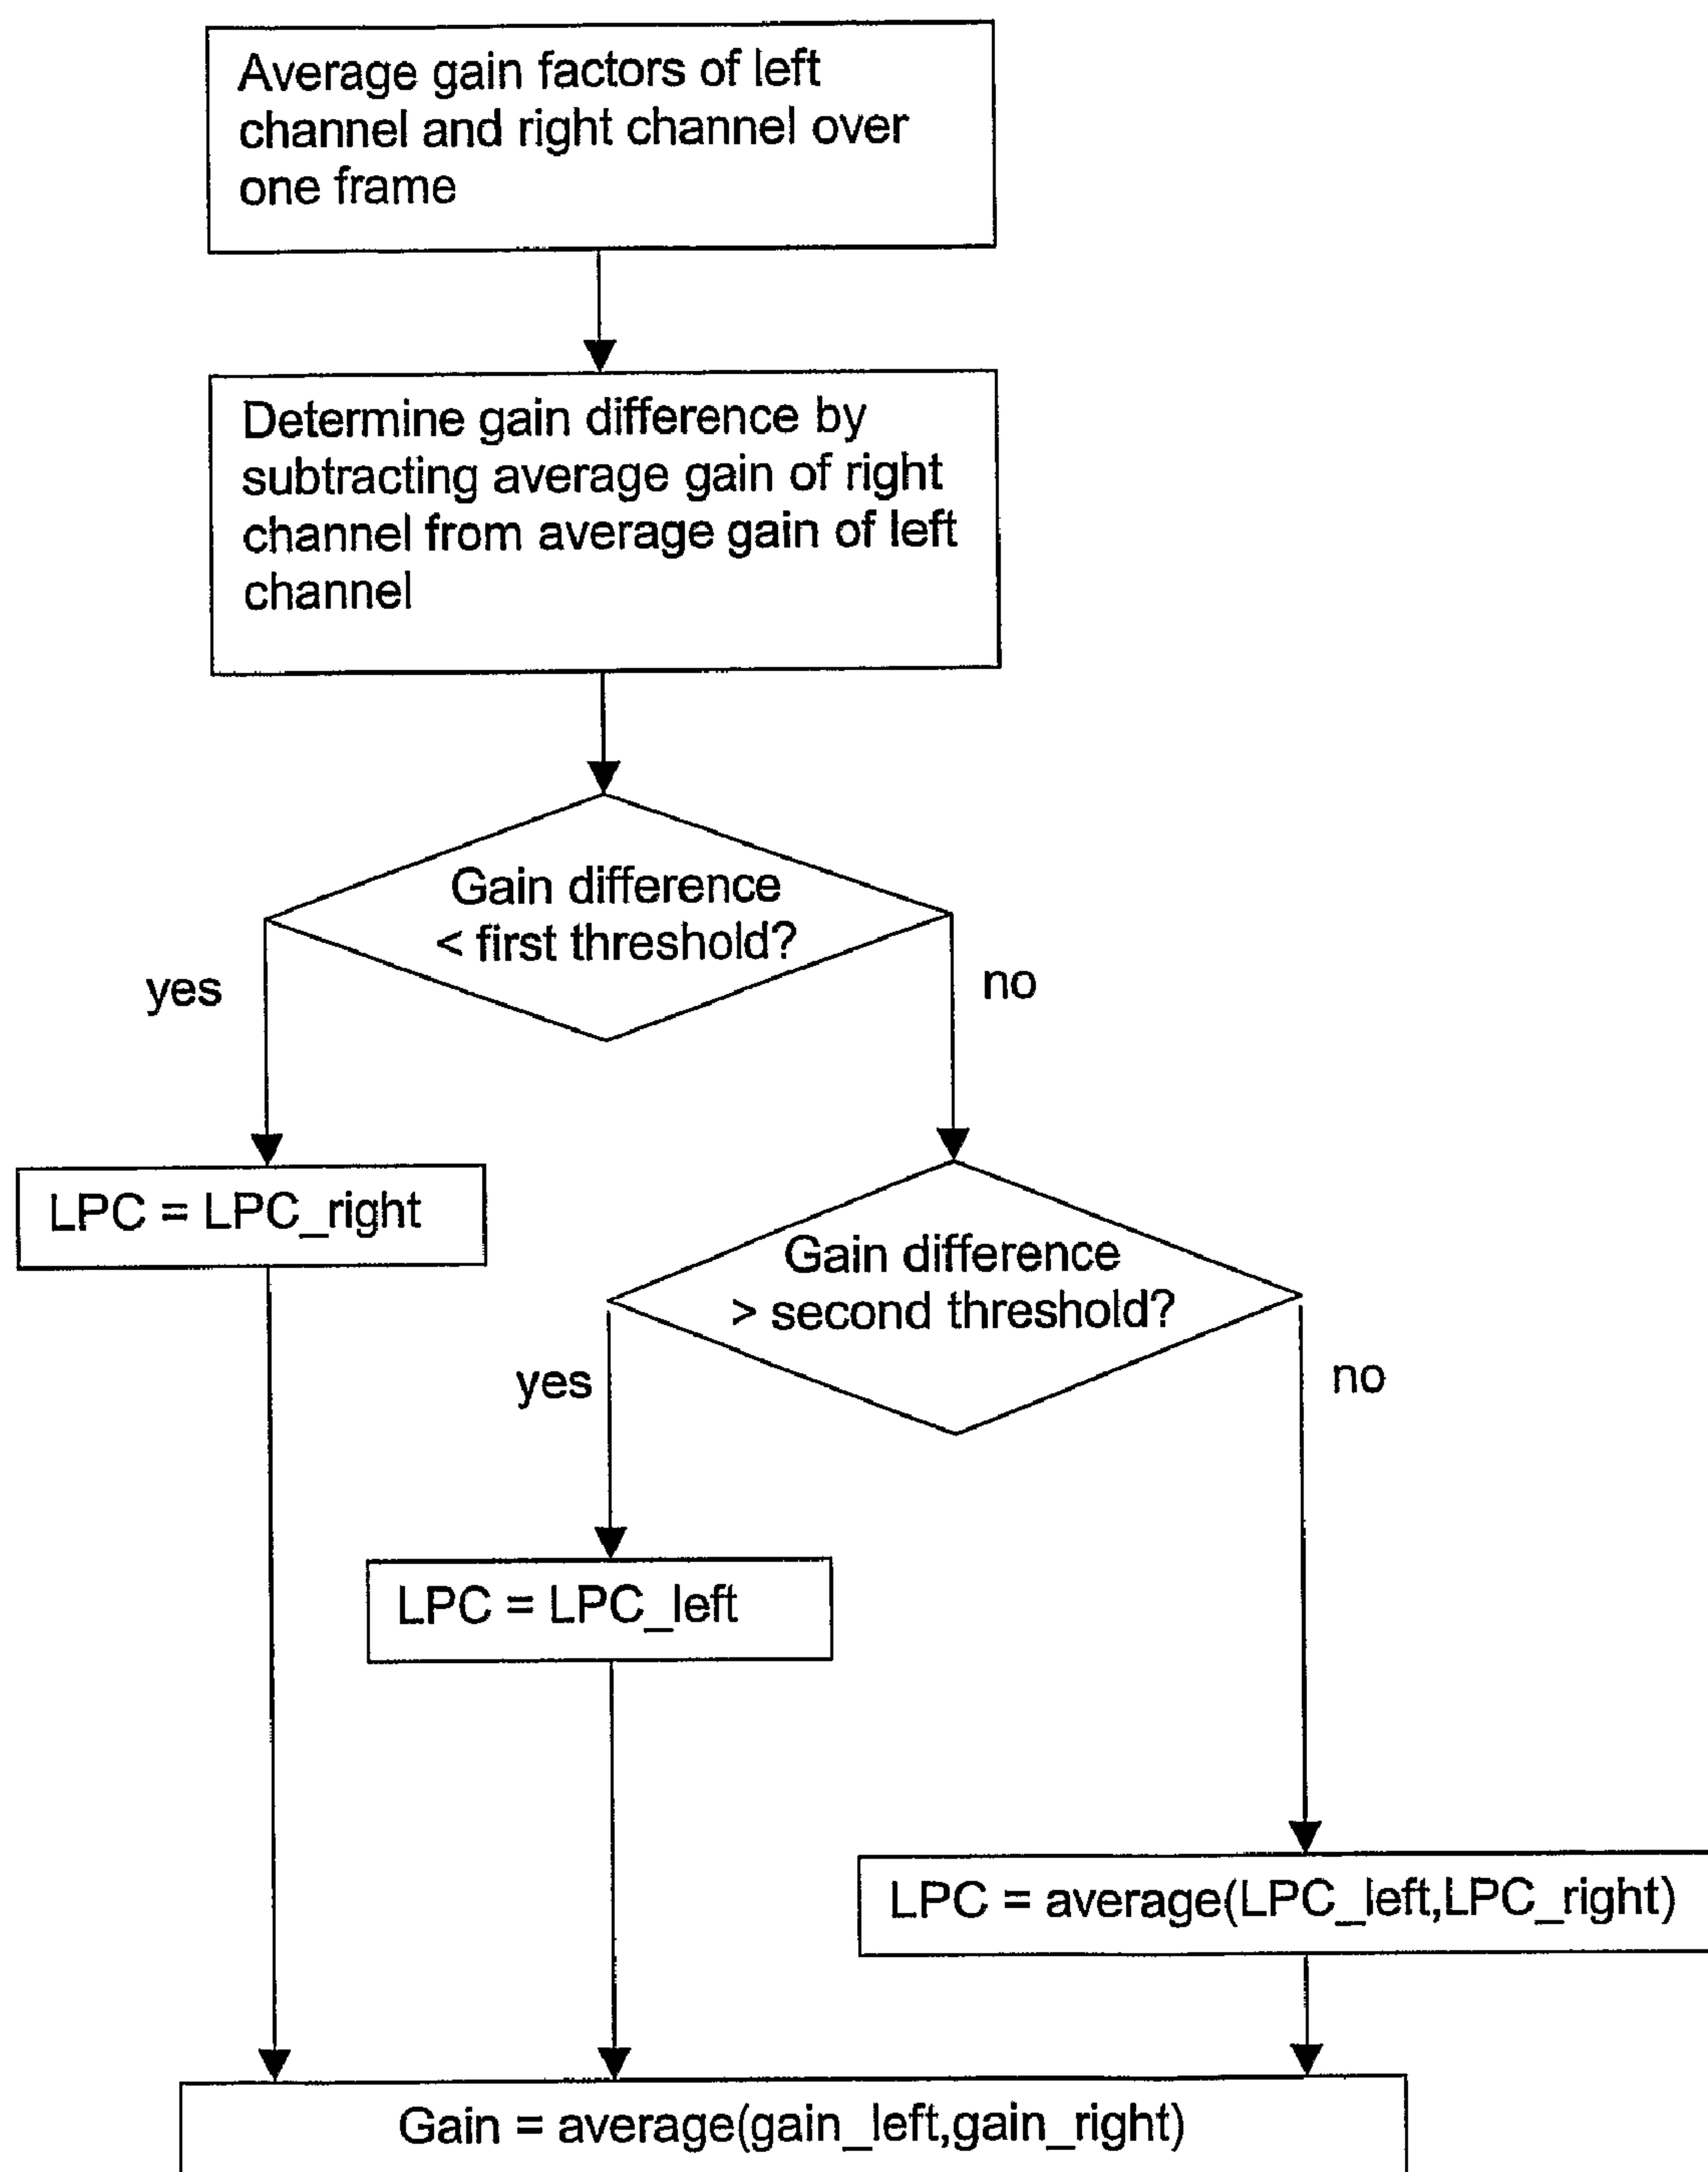 Average gain factors of left
channel and right channel over
one frame
Determine gain difference by
subtracting average gain of right
channel from average gain of left
channel
Gain difference
< first threshold?
yes
no
LPC = LPC_right
Gain difference
> second threshold?
yes
no
LPC = LPC_left
LPC = average(LPC_left,LPC_right)
Gain = average(gain_left,gain_right)